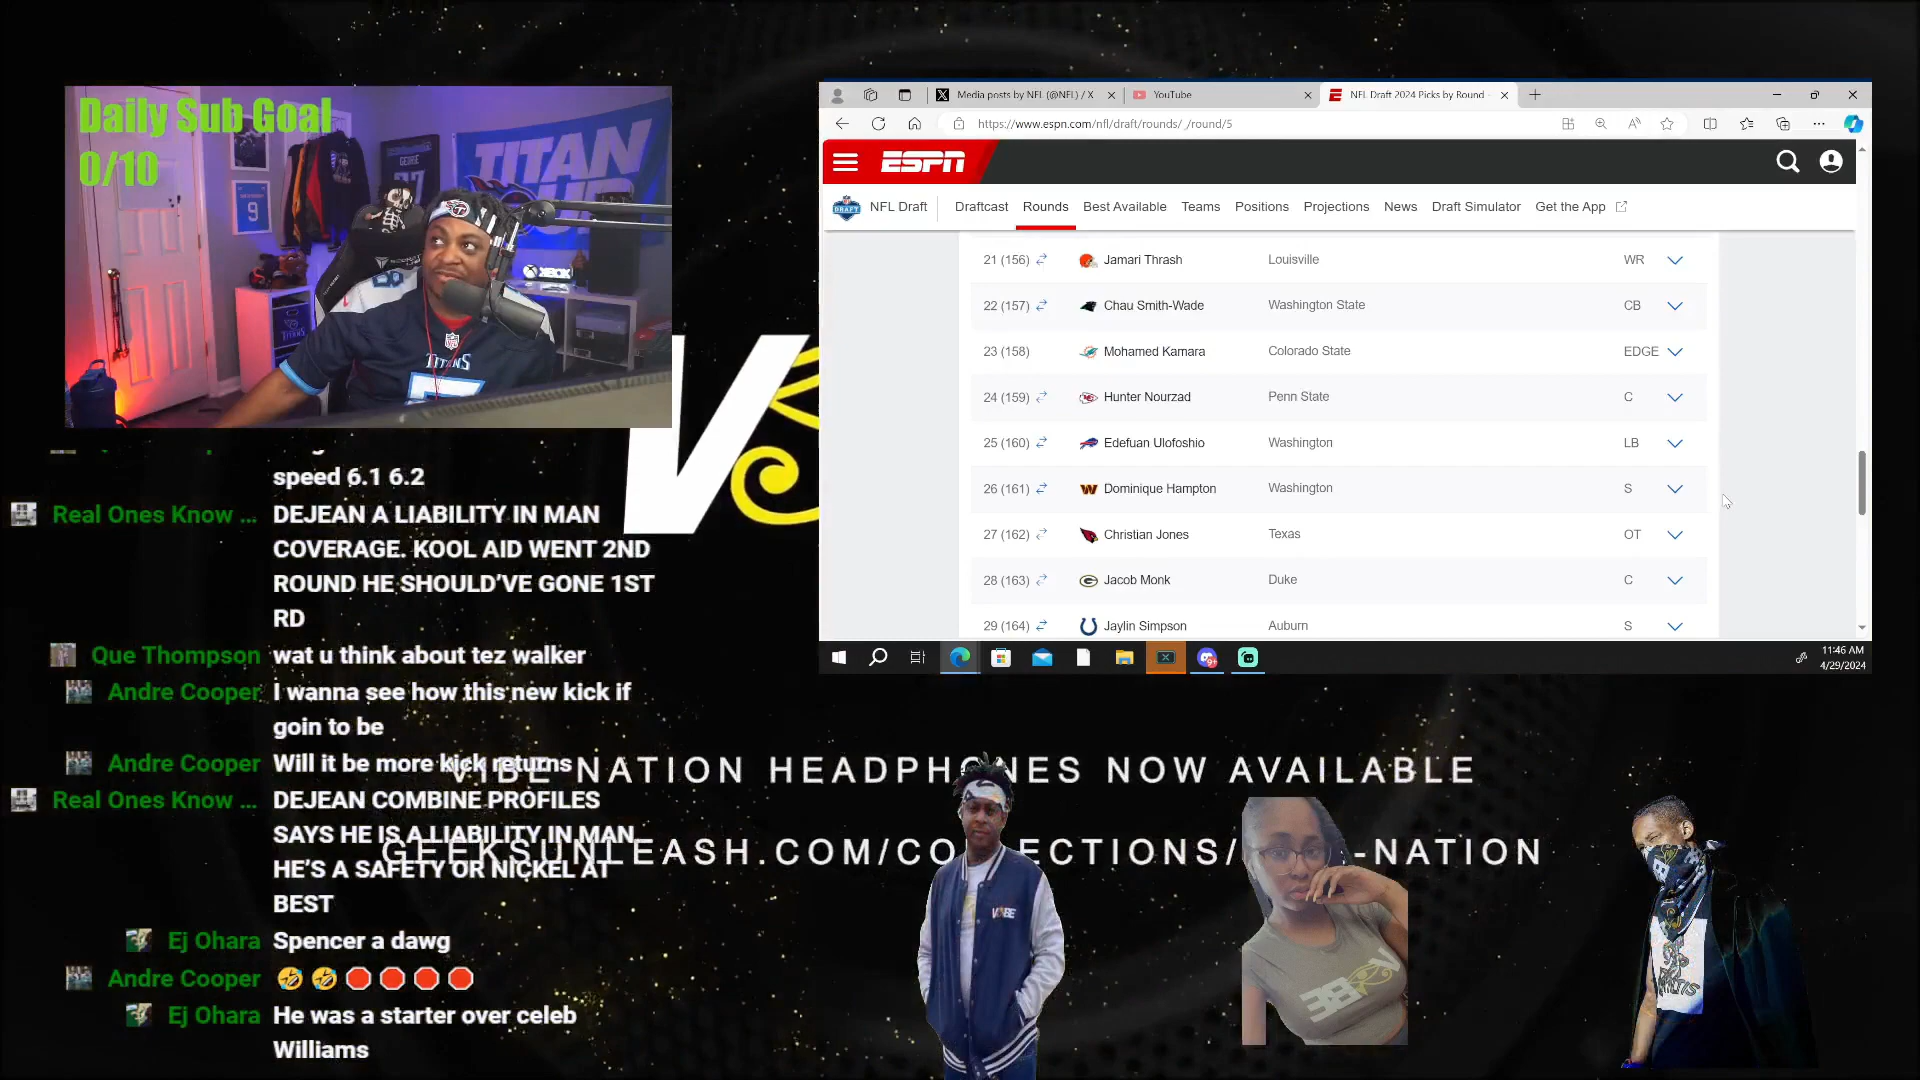 Daily Sub Goal
0/10
TITAN UP
GEORGE
9
XBOX
TITANS
TITANS
speed 6.1 6.2
Real Ones Know ... DEJEAN A LIABILITY IN MAN
COVERAGE. KOOL AID WENT 2ND
ROUND HE SHOULD'VE GONE 1ST
RD
Que Thompson wat u think about tez walker
Andre Cooper I wanna see how this new kick if
goin to be
Andre Cooper Will it be more kick returns
Real Ones Know ... DEJEAN COMBINE PROFILES
SAYS HE IS A LIABILITY IN MAN
HE'S A SAFETY OR NICKEL AT
BEST
Ej Ohara Spencer a dawg
Andre Cooper 🤣 🤣 🛑 🛑 🛑 🛑
Ej Ohara He was a starter over celeb
Williams
Media posts by NFL (@NFL) / X
YouTube
NFL Draft 2024 Picks by Round -
https://www.espn.com/nfl/draft/rounds/_/round/5
ESPN
NFL Draft Draftcast Rounds Best Available Teams Positions Projections News Draft Simulator Get the App
21 (156) Jamari Thrash Louisville WR
22 (157) Chau Smith-Wade Washington State CB
23 (158) Mohamed Kamara Colorado State EDGE
24 (159) Hunter Nourzad Penn State C
25 (160) Edefuan Ulofoshio Washington LB
26 (161) Dominique Hampton Washington S
27 (162) Christian Jones Texas OT
28 (163) Jacob Monk Duke C
29 (164) Jaylin Simpson Auburn S
11:46 AM
4/29/2024
VIBE NATION HEADPHONES NOW AVAILABLE
GEEKSUNLEASH.COM/COLLECTIONS/ -NATION